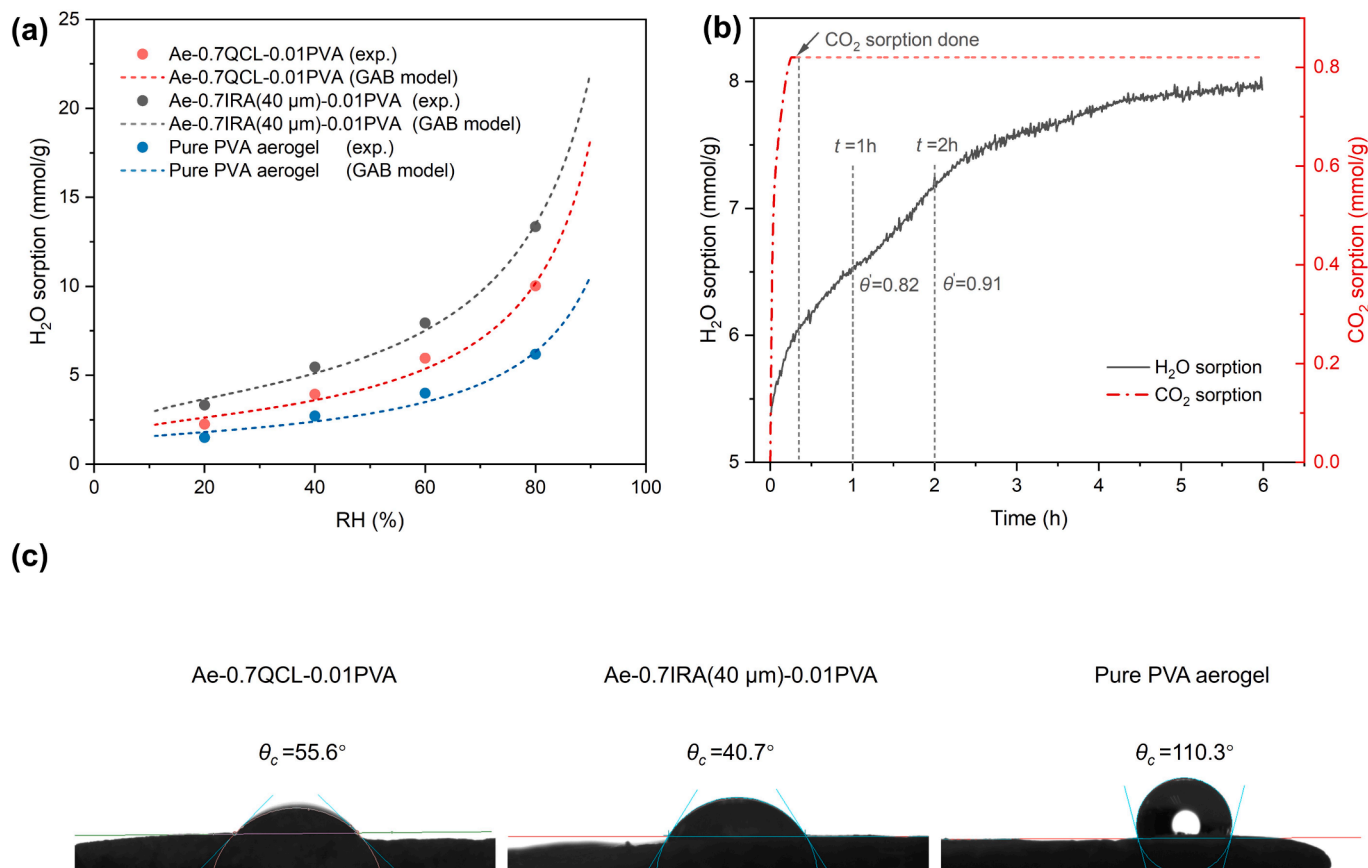 (a)
25
20
15
10
5
0
H₂O sorption (mmol/g)
Ae-0.7QCL-0.01PVA (exp.)
Ae-0.7QCL-0.01PVA (GAB model)
Ae-0.7IRA(40 μm)-0.01PVA (exp.)
Ae-0.7IRA(40 μm)-0.01PVA (GAB model)
Pure PVA aerogel (exp.)
Pure PVA aerogel (GAB model)
0 20 40 60 80 100
RH (%)
(b)
8
7
6
5
H₂O sorption (mmol/g)
CO₂ sorption done
t =1h
t =2h
θ'=0.82
θ'=0.91
H₂O sorption
CO₂ sorption
0.8
0.6
0.4
0.2
0.0
CO₂ sorption (mmol/g)
0 1 2 3 4 5 6
Time (h)
(c)
Ae-0.7QCL-0.01PVA
Ae-0.7IRA(40 μm)-0.01PVA
Pure PVA aerogel
θc =55.6°
θc =40.7°
θc =110.3°